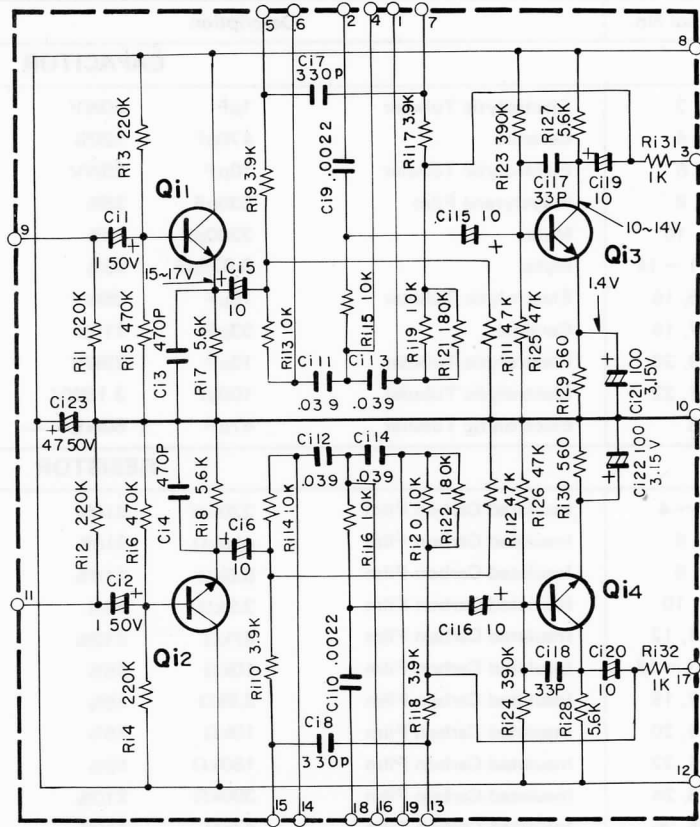 5 6 2 4 1 7
8
Ci7
330P
Ri3 220K
Ri9 3.9K
Ci9 .0022
Ri17 3.9K
Ri23 390K
Ri27
5.6K
Ri31
1K
3
Ci17
33P
Ci19
10
Qi1
9
Ci1
1 50V
15~17V
Ci5
10
Ci15 10
10~14V
Qi3
1.4V
Ri1 220K
Ri5 470K
Ci3 470P
Ri7 5.6K
Ri13 10K
Ri15 10K
Ri19 10K
Ri21 180K
Ri11 47K
Ri25 47K
Ri29 560
Ci21 100
3.15V
Ci11
.039
Ci13
.039
Ci23
47 50V
10
Ci12
.039
Ci14
.039
Ri2 220K
Ri6 470K
Ci4 470P
Ri8 5.6K
Ri14 10K
Ri16 10K
Ri20 10K
Ri22 180K
Ri12 47K
Ri26 47K
Ri30 560
Ci22 100
3.15V
Ci6
10
11
Ci2
1 50V
Qi2
Ci16 10
Qi4
Ri4 220K
Ri10 3.9K
Ci10 .0022
Ri18 3.9K
Ri24 390K
Ci18
33P
Ri28
5.6K
Ci20
10
Ri32
1K
17
Ci8
330P
12
15 14 18 16 19 13